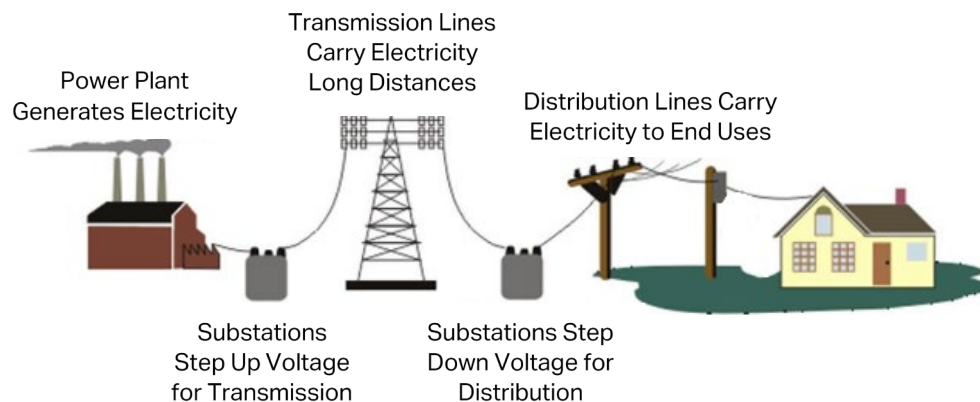 Power Plant
Generates Electricity
Transmission Lines
Carry Electricity
Long Distances
Distribution Lines Carry
Electricity to End Uses
Substations
Step Up Voltage
for Transmission
Substations Step
Down Voltage for
Distribution